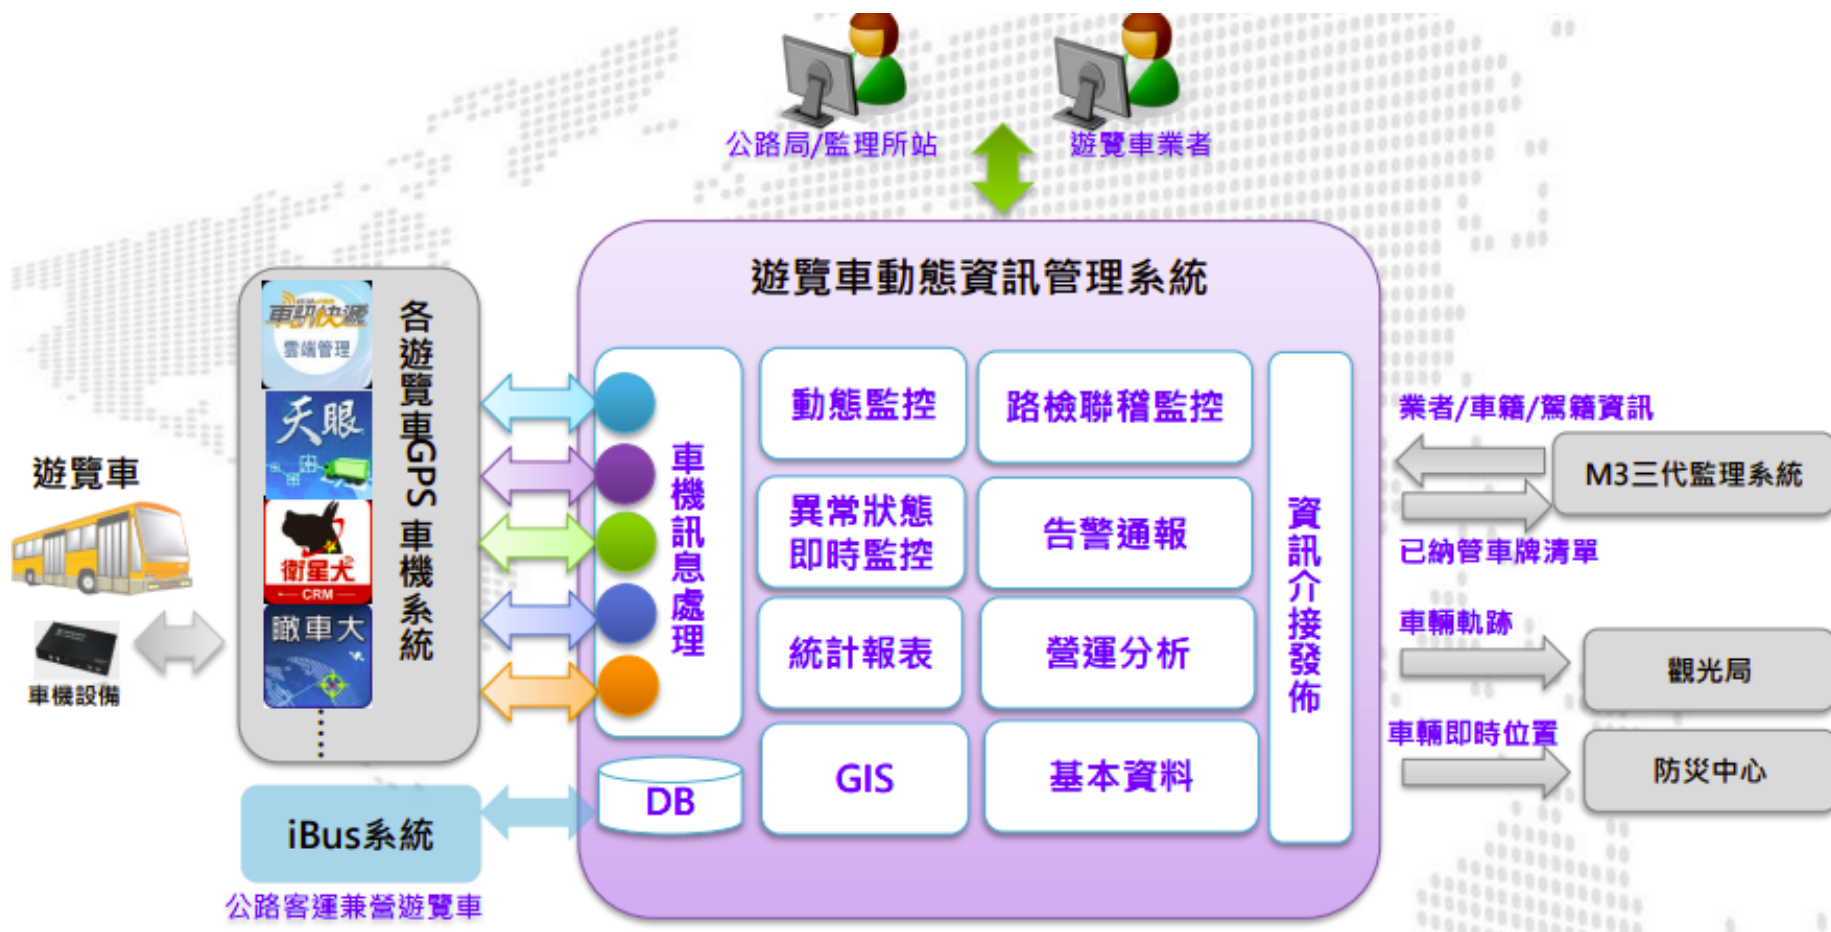 公路局/監理所站
遊覽車業者
遊覽車動態資訊管理系統
遊覽車
車機設備
車訊快遞
雲端管理
天眼
衛星犬
CRM
瞰車大
各遊覽車GPS車機系統
iBus系統
公路客運兼營遊覽車
車機訊息處理
DB
動態監控
路檢聯稽監控
異常狀態
即時監控
告警通報
統計報表
營運分析
GIS
基本資料
資訊介接發佈
業者/車籍/駕籍資訊
M3三代監理系統
已納管車牌清單
車輛軌跡
觀光局
車輛即時位置
防災中心